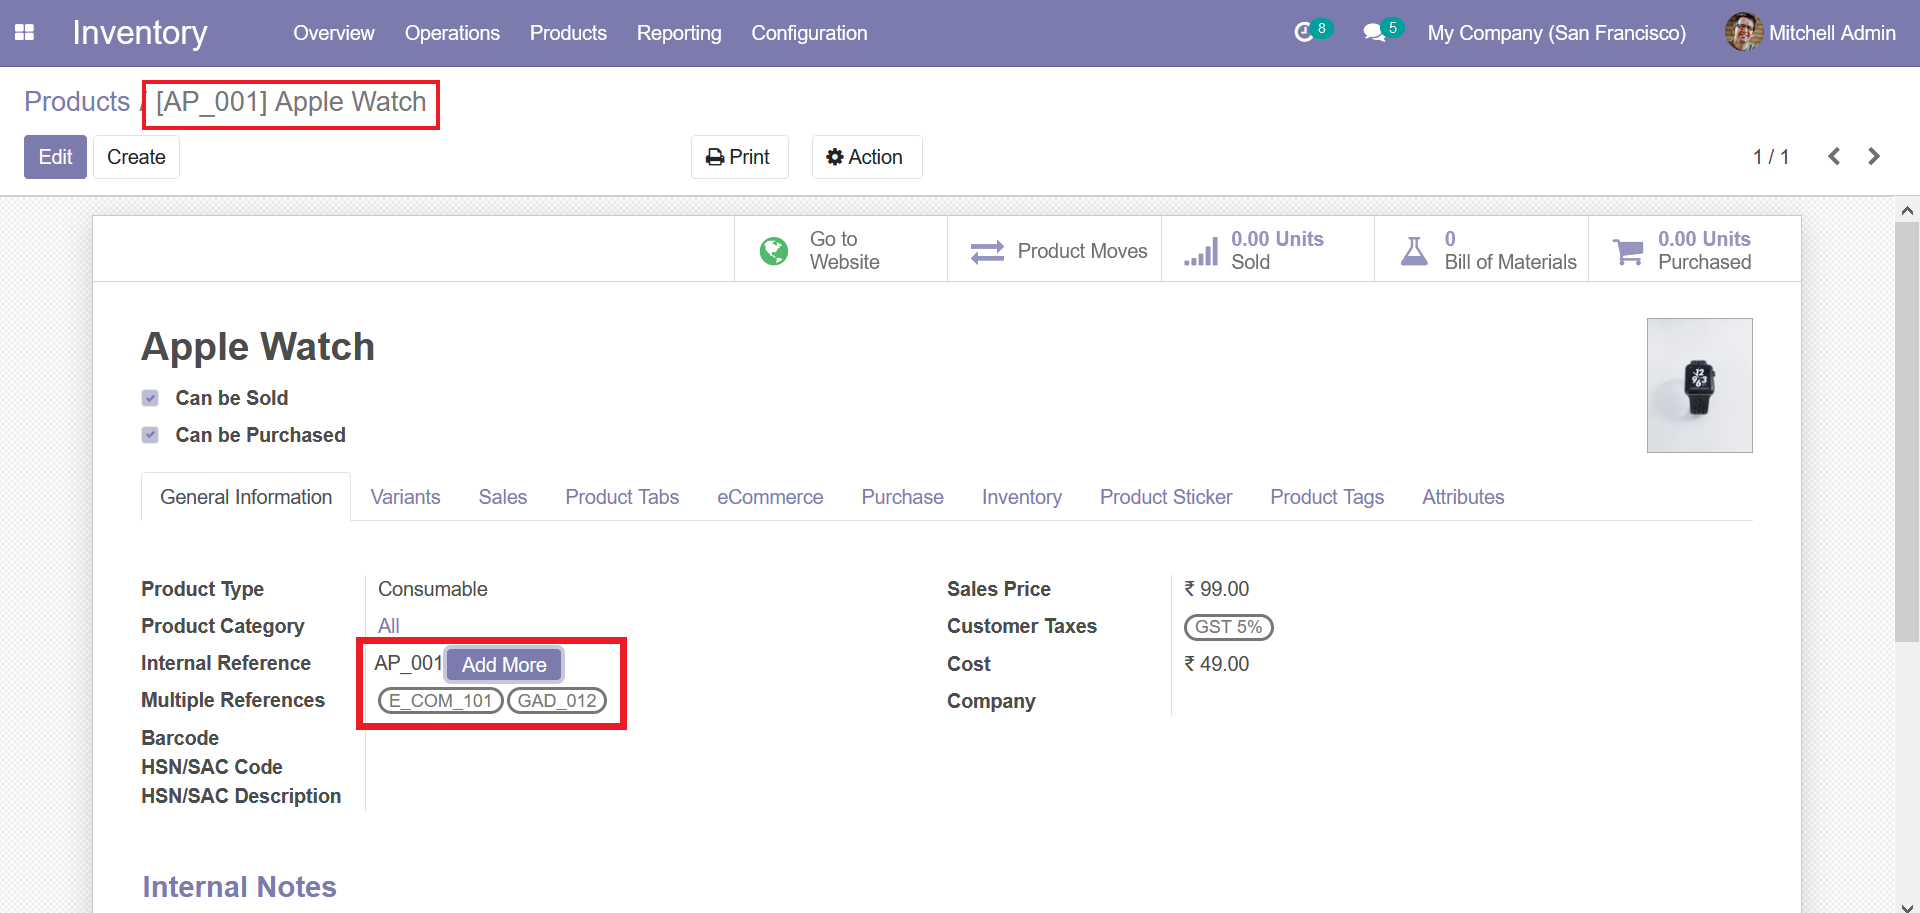 Inventory Overview Operations Products Reporting Configuration 8 5 My Company (San Francisco) Mitchell Admin
Products / [AP_001] Apple Watch
Edit Create Print Action 1 / 1
Go to Website
Product Moves
0.00 Units Sold
0 Bill of Materials
0.00 Units Purchased
Apple Watch
Can be Sold
Can be Purchased
General Information Variants Sales Product Tabs eCommerce Purchase Inventory Product Sticker Product Tags Attributes
Product Type Consumable
Product Category All
Internal Reference AP_001 Add More
Multiple References E_COM_101 GAD_012
Barcode
HSN/SAC Code
HSN/SAC Description
Sales Price ₹ 99.00
Customer Taxes GST 5%
Cost ₹ 49.00
Company
Internal Notes